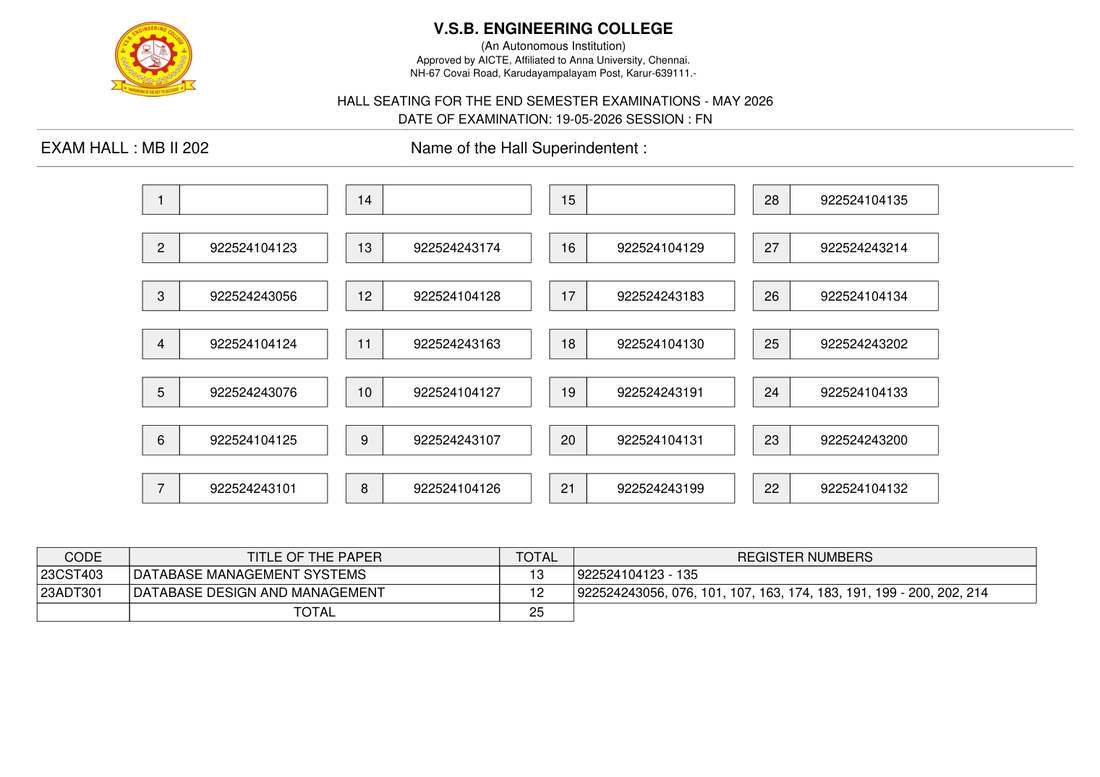 V.S.B. ENGINEERING COLLEGE
(An Autonomous Institution)
Approved by AICTE, Affiliated to Anna University, Chennai.
NH-67 Covai Road, Karudayampalayam Post, Karur-639111.-
HALL SEATING FOR THE END SEMESTER EXAMINATIONS - MAY 2026
DATE OF EXAMINATION: 19-05-2026 SESSION : FN
EXAM HALL : MB II 202 Name of the Hall Superindentent :
1 14 15 28 922524104135
2 922524104123 13 922524243174 16 922524104129 27 922524243214
3 922524243056 12 922524104128 17 922524243183 26 922524104134
4 922524104124 11 922524243163 18 922524104130 25 922524243202
5 922524243076 10 922524104127 19 922524243191 24 922524104133
6 922524104125 9 922524243107 20 922524104131 23 922524243200
7 922524243101 8 922524104126 21 922524243199 22 922524104132
CODE TITLE OF THE PAPER TOTAL REGISTER NUMBERS
23CST403 DATABASE MANAGEMENT SYSTEMS 13 922524104123 - 135
23ADT301 DATABASE DESIGN AND MANAGEMENT 12 922524243056, 076, 101, 107, 163, 174, 183, 191, 199 - 200, 202, 214
TOTAL 25